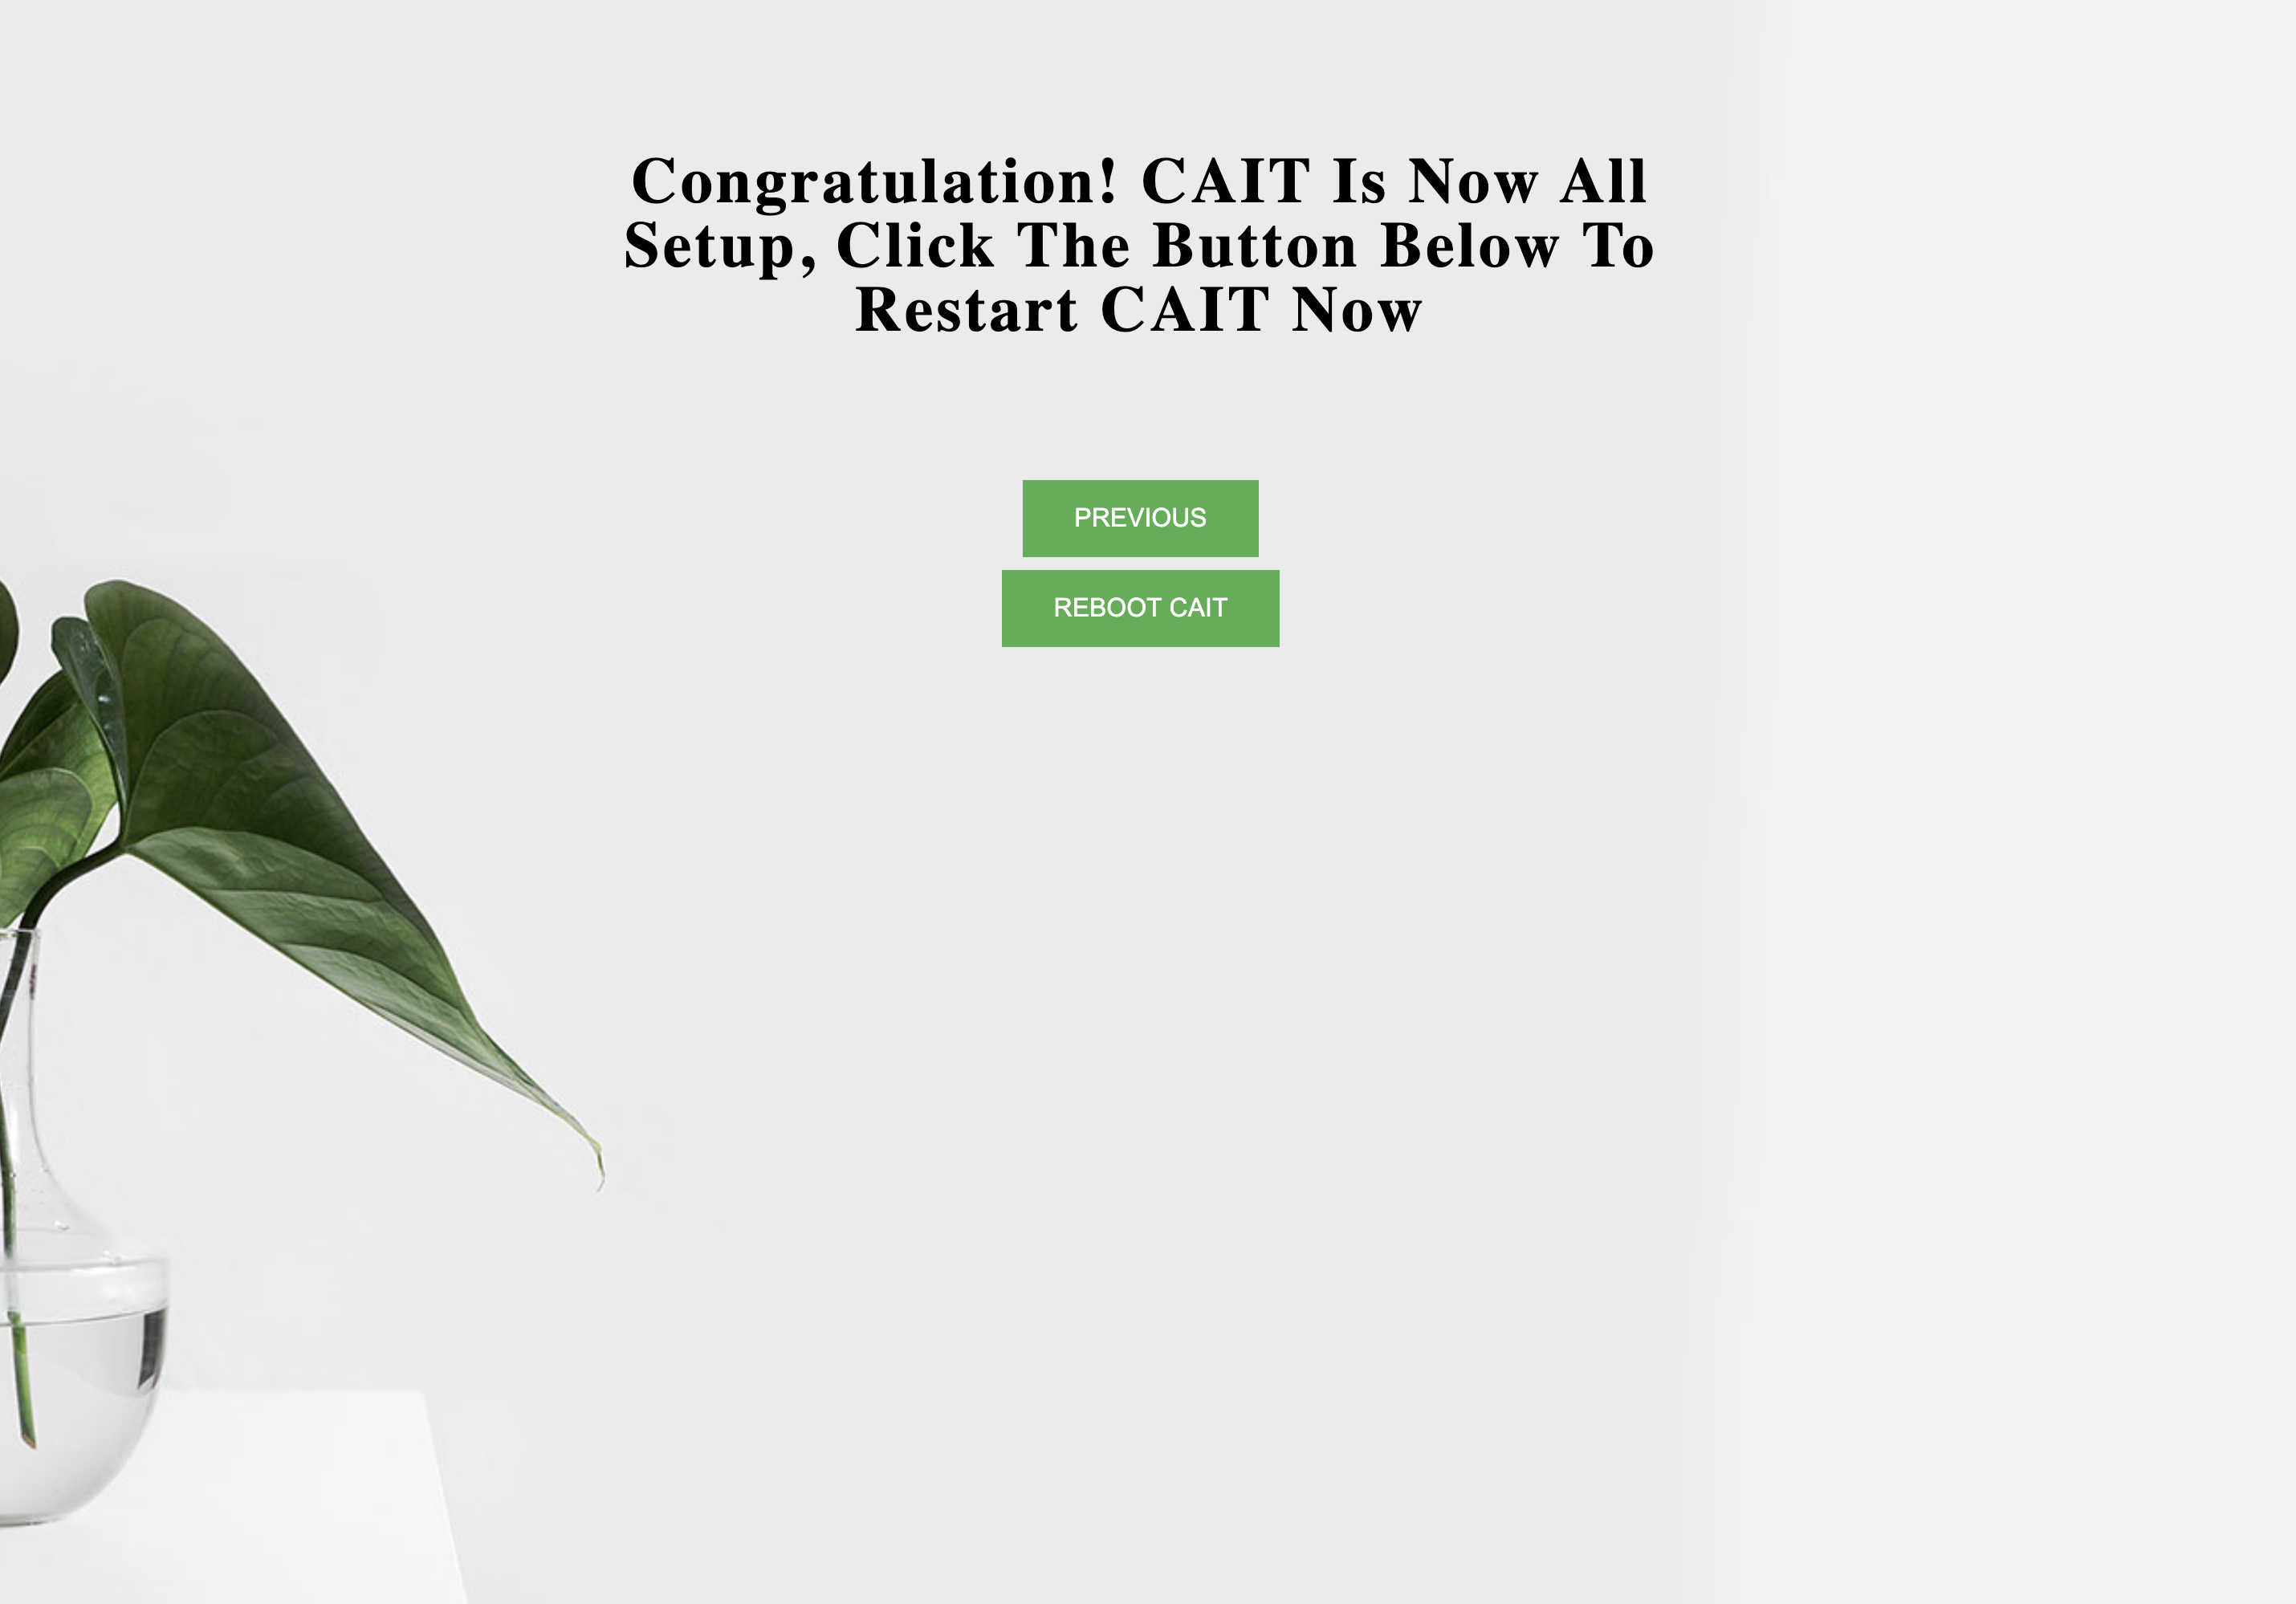 Congratulation! CAIT Is Now All
Setup, Click The Button Below To
Restart CAIT Now
PREVIOUS
REBOOT CAIT